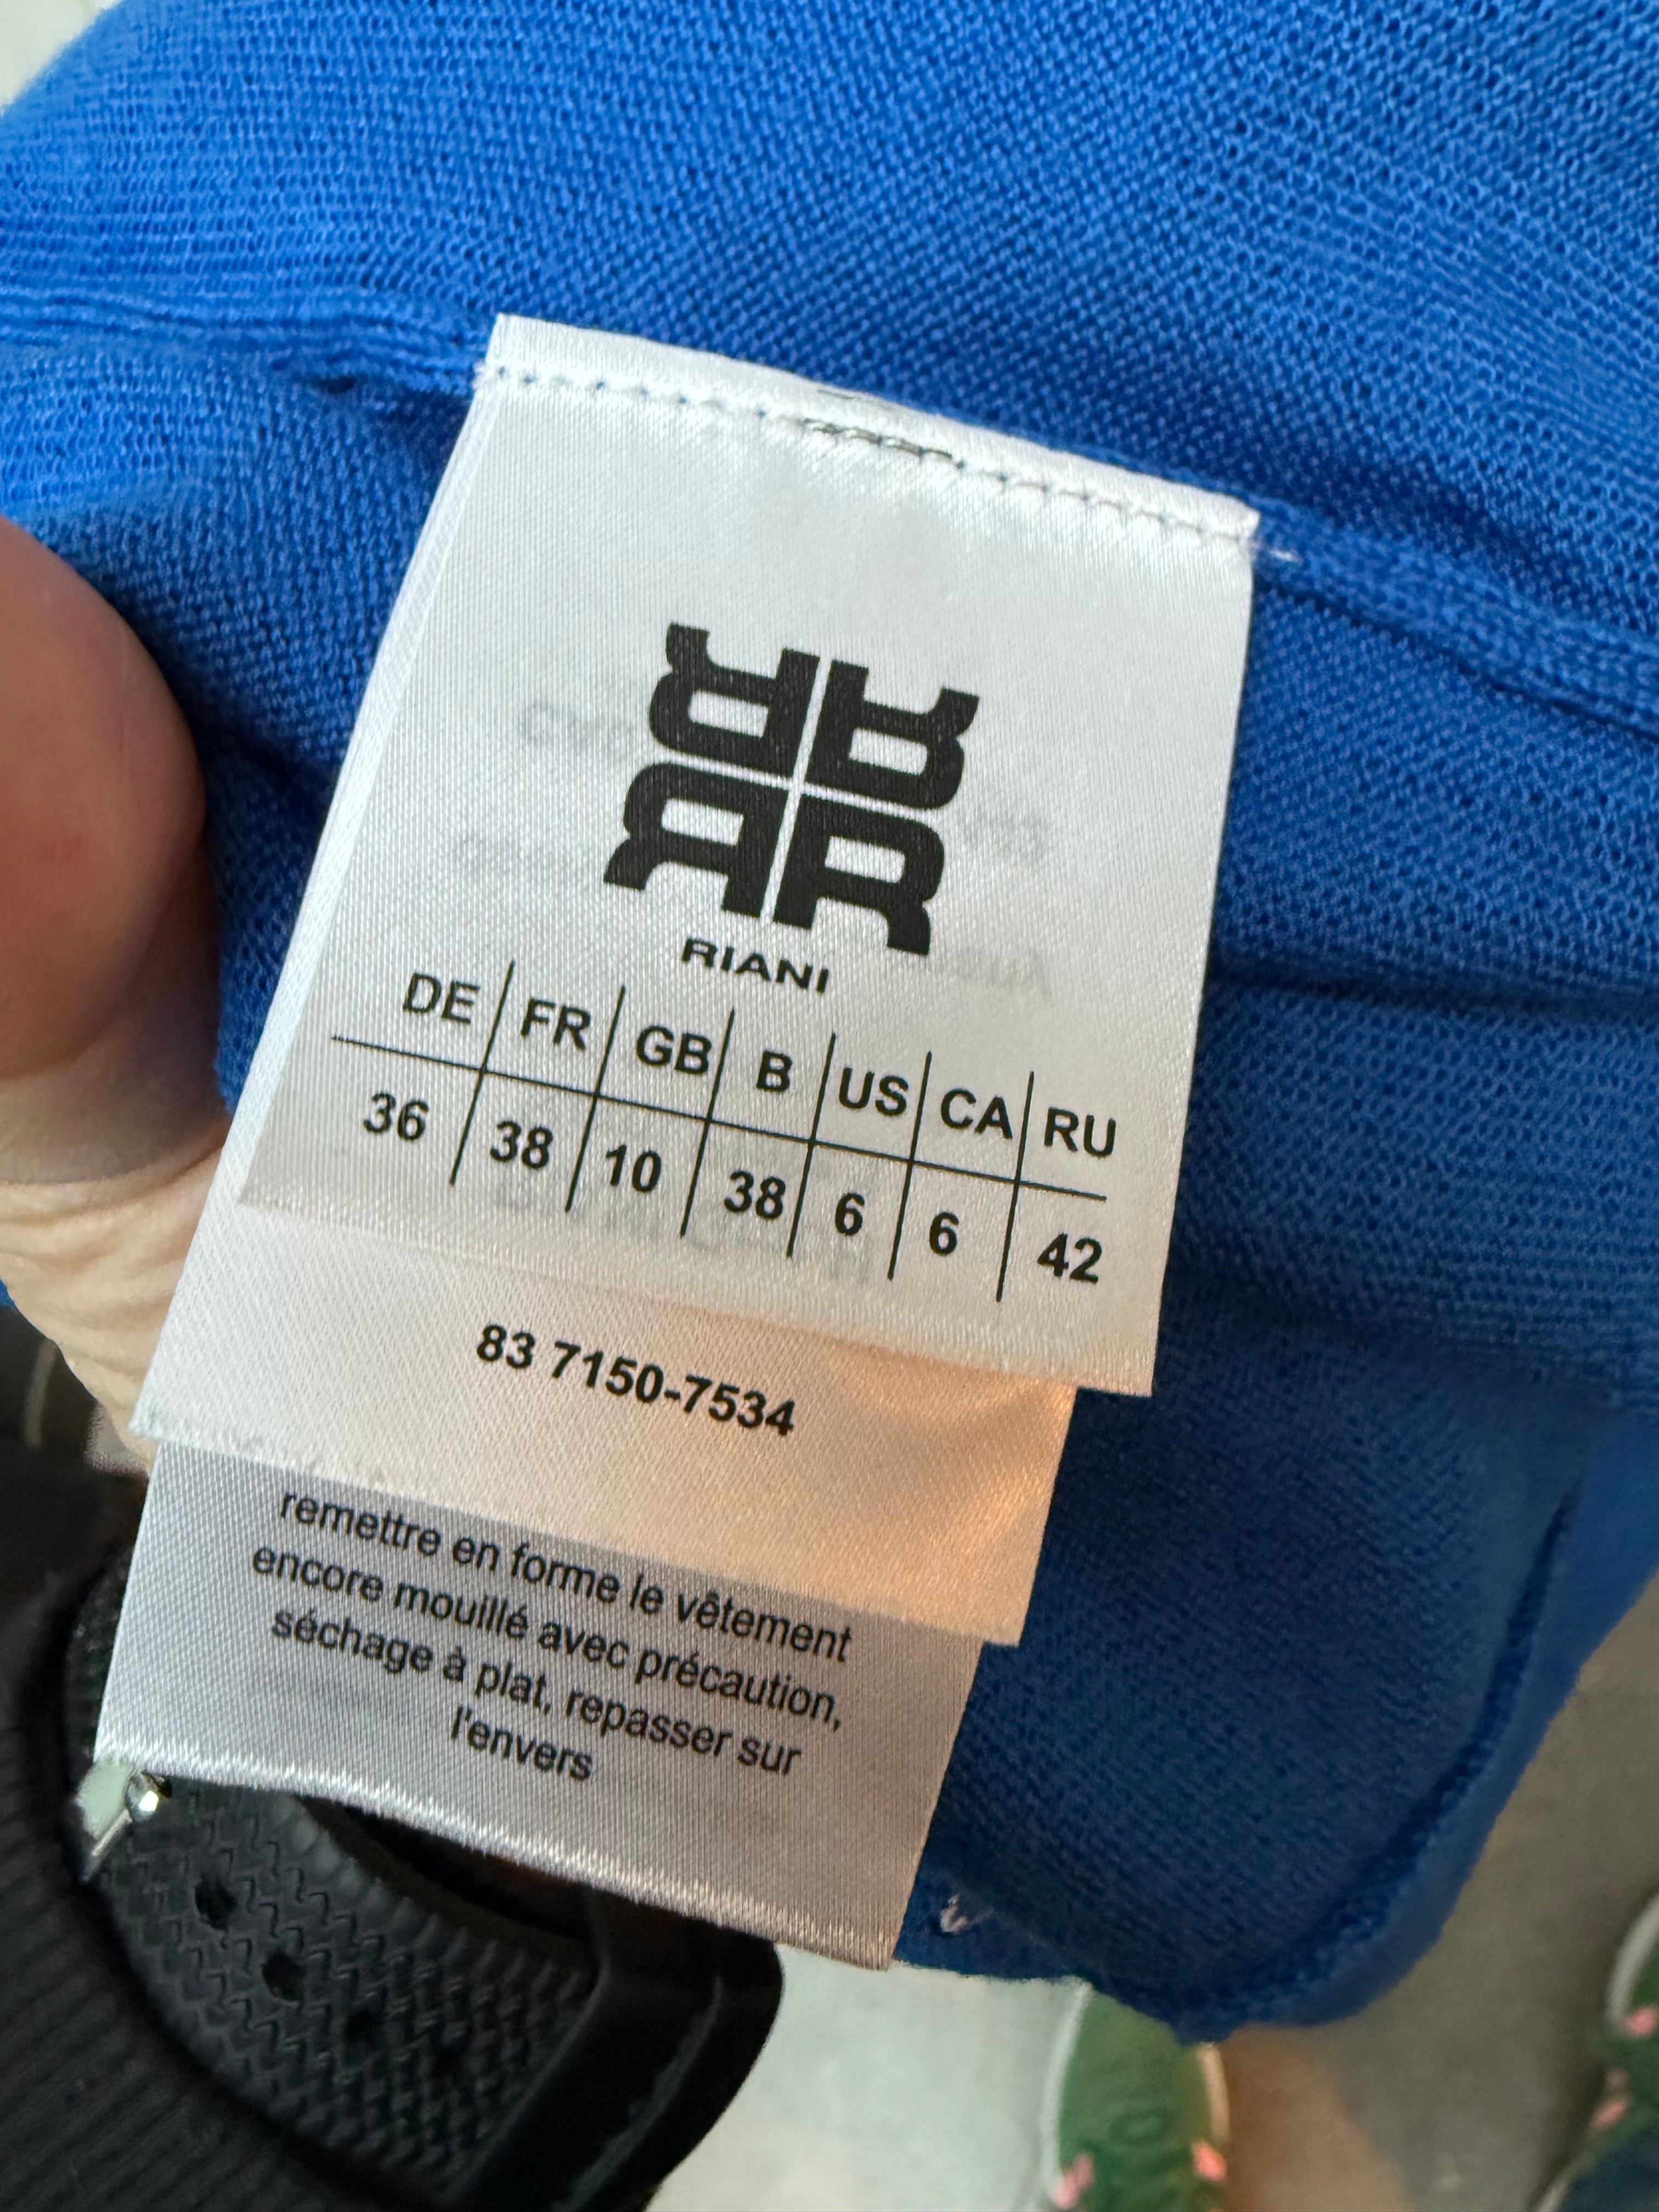 RIANI
DE FR GB B US CA RU
36 38 10 38 6 6 42
83 7150-7534
remettre en forme le vêtement
encore mouillé avec précaution,
séchage à plat, repasser sur
l'envers